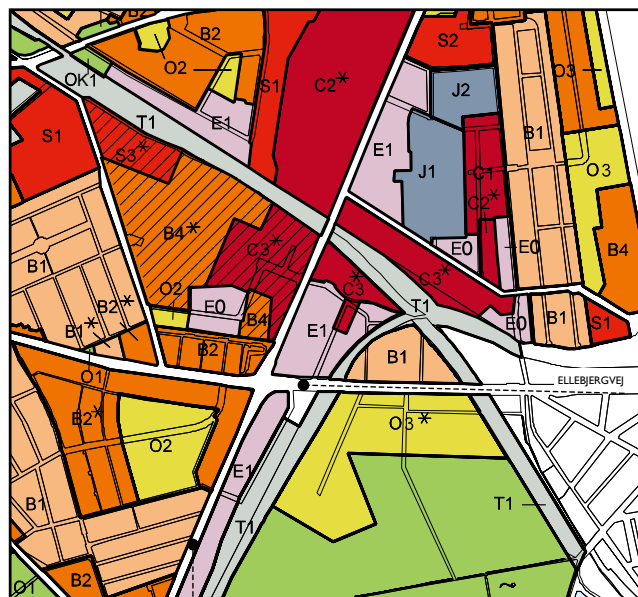 B2
S2
O2
OK1
S1
C2*
O3
J2
T1
E1
B1
S1
E1
S3*
J1
C1
O3
C2*
B4*
B1
C3*
E0
E0
B4
C3*
C3*
O2
E0
B2*
T1
B1*
B4
E1
E0
B1
S1
B2
B1
O1
ELLEBJERGVEJ
B2*
O3*
O2
E1
B1
T1
T1
B2
O1